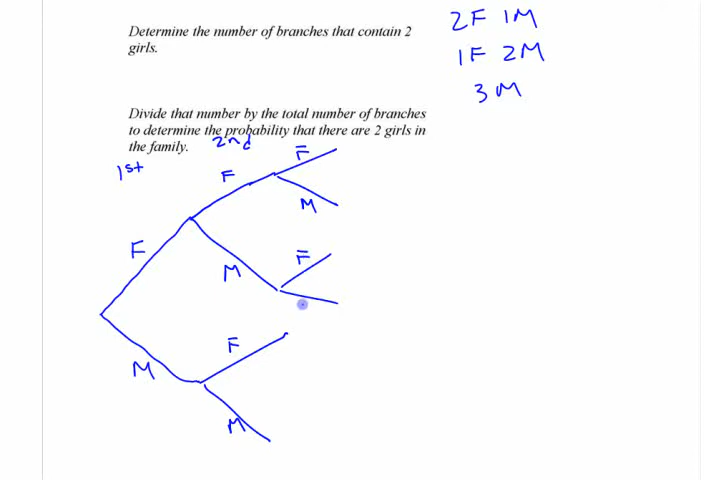 Determine the number of branches that contain 2
girls.
2F 1M
1F 2M
3M
Divide that number by the total number of branches
to determine the probability that there are 2 girls in
the family.
1st
2nd
F
F
M
F
M
F
F
M
F
M